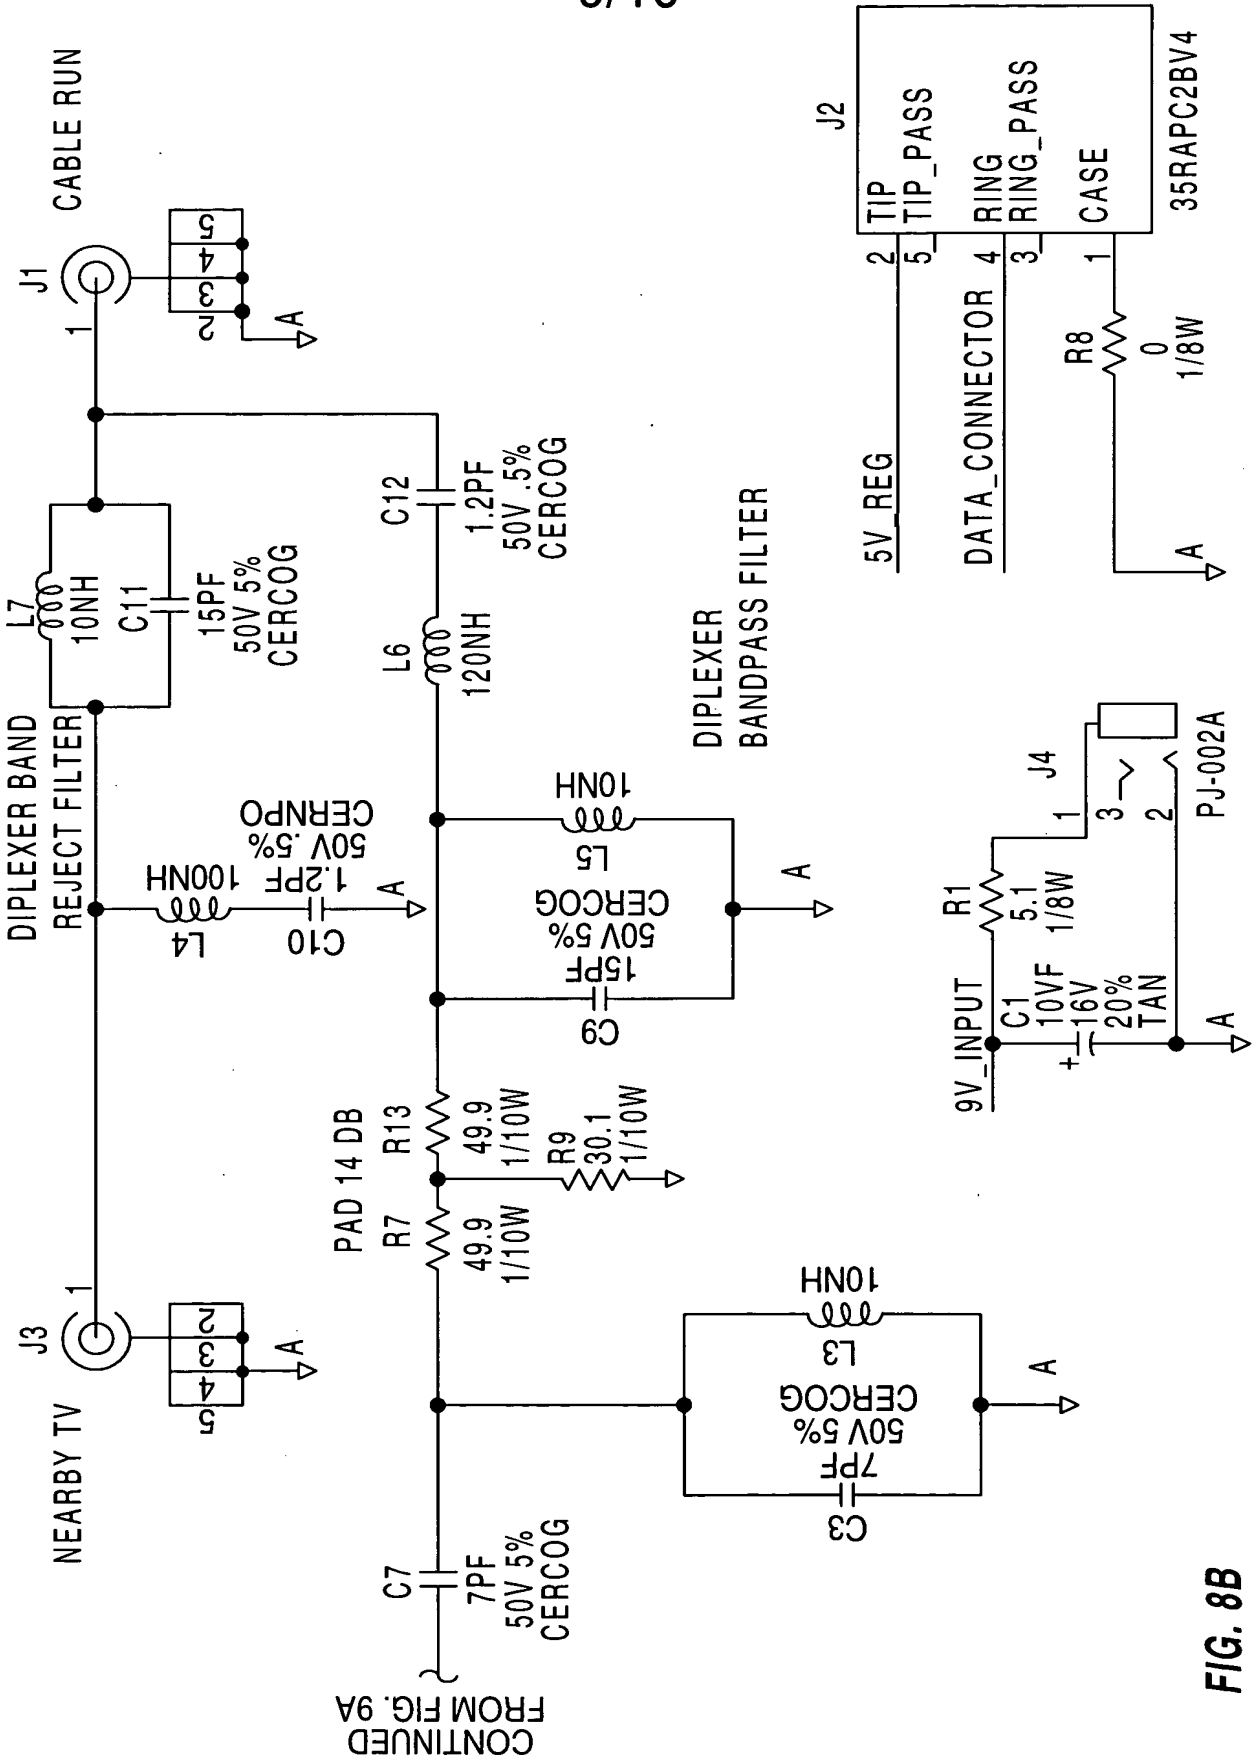 NEARBY TV
J3
1
2
3
4
5
A
DIPLEXER BAND
REJECT FILTER
L7
10NH
C11
15PF
50V 5%
CERCOG
J1
CABLE RUN
1
2
3
4
5
A
L4
100NH
C10
1.2PF
50V .5%
CERNPO
A
CONTINUED
FROM FIG. 9A
C7
7PF
50V 5%
CERCOG
PAD 14 DB
R7
49.9
1/10W
R13
49.9
1/10W
R9
30.1
1/10W
L6
120NH
C12
1.2PF
50V .5%
CERCOG
C9
15PF
50V 5%
CERCOG
L5
10NH
A
DIPLEXER
BANDPASS FILTER
C3
7PF
50V 5%
CERCOG
L3
10NH
A
9V_INPUT
R1
5.1
1/8W
+
C1
10VF
16V
20%
TAN
A
J4
1
3
2
PJ-002A
5V_REG
DATA_CONNECTOR
R8
0
1/8W
A
J2
2 TIP
5 TIP_PASS
4 RING
3 RING_PASS
1 CASE
35RAPC2BV4
FIG. 8B